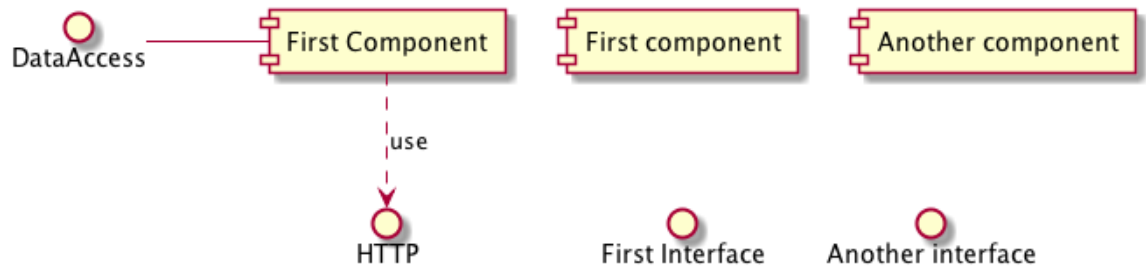 DataAccess
First Component
First component
Another component
use
HTTP
First Interface
Another interface